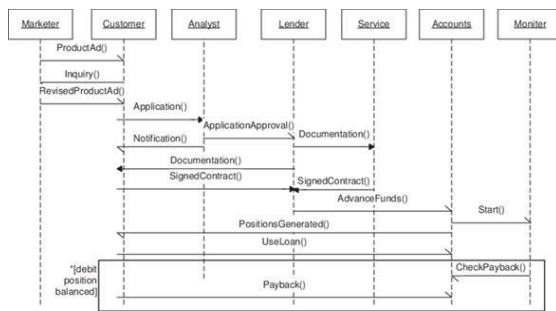 Marketer
Customer
Analyst
Lender
Service
Accounts
Moniter
ProductAd()
Inquiry()
RevisedProductAd()
Application()
ApplicationApproval()
Notification()
Documentation()
Documentation()
SignedContract()
SignedContract()
AdvanceFunds()
Start()
PositionsGenerated()
UseLoan()
*[debit
position
balanced]
CheckPayback()
Payback()